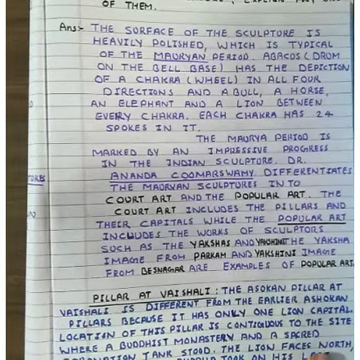 OF THEM.
Ans:- THE SURFACE OF THE SCULPTURE IS
HEAVILY POLISHED, WHICH IS TYPICAL
OF THE MAURYAN PERIOD. ABACOS (DRUM
ON THE BELL BASE) HAS THE DEPICTION
OF A CHAKRA (WHEEL) IN ALL FOUR
DIRECTIONS AND A BULL, A HORSE,
AN ELEPHANT AND A LION BETWEEN
EVERY CHAKRA. EACH CHAKRA HAS 24
SPOKES IN IT.
THE MAURYA PERIOD IS
MARKED BY AN IMPRESSIVE PROGRESS
IN THE INDIAN SCULPTURE. DR.
ANANDA COOMARSWAMY DIFFERENTIATES
THE MAURYAN SCULPTURES IN TO
COURT ART AND THE POPULAR ART. THE
COURT ART INCLUDES THE PILLARS AND
THEIR CAPITALS WHILE THE POPULAR ART
INCLUDES THE WORKS OF SCULPTORS
SUCH AS THE YAKSHAS AND YAKSHINI THE YAKSHA
IMAGE FROM PARKAM AND YAKSHINI IMAGE
FROM BESNAGAR ARE EXAMPLES OF POPULAR ART.
PILLAR AT VAISHALI: THE ASOKAN PILLAR AT
VAISHALI IS DIFFERENT FROM THE EARLIER ASHOKAN
PILLARS BECAUSE IT HAS ONLY ONE LION CAPITAL.
LOCATION OF THIS PILLAR IS CONTIGUOUS TO THE SITE
WHERE A BUDDHIST MONASTERY AND A SACRED
TANK STOOD. THE LION FACES NORTH